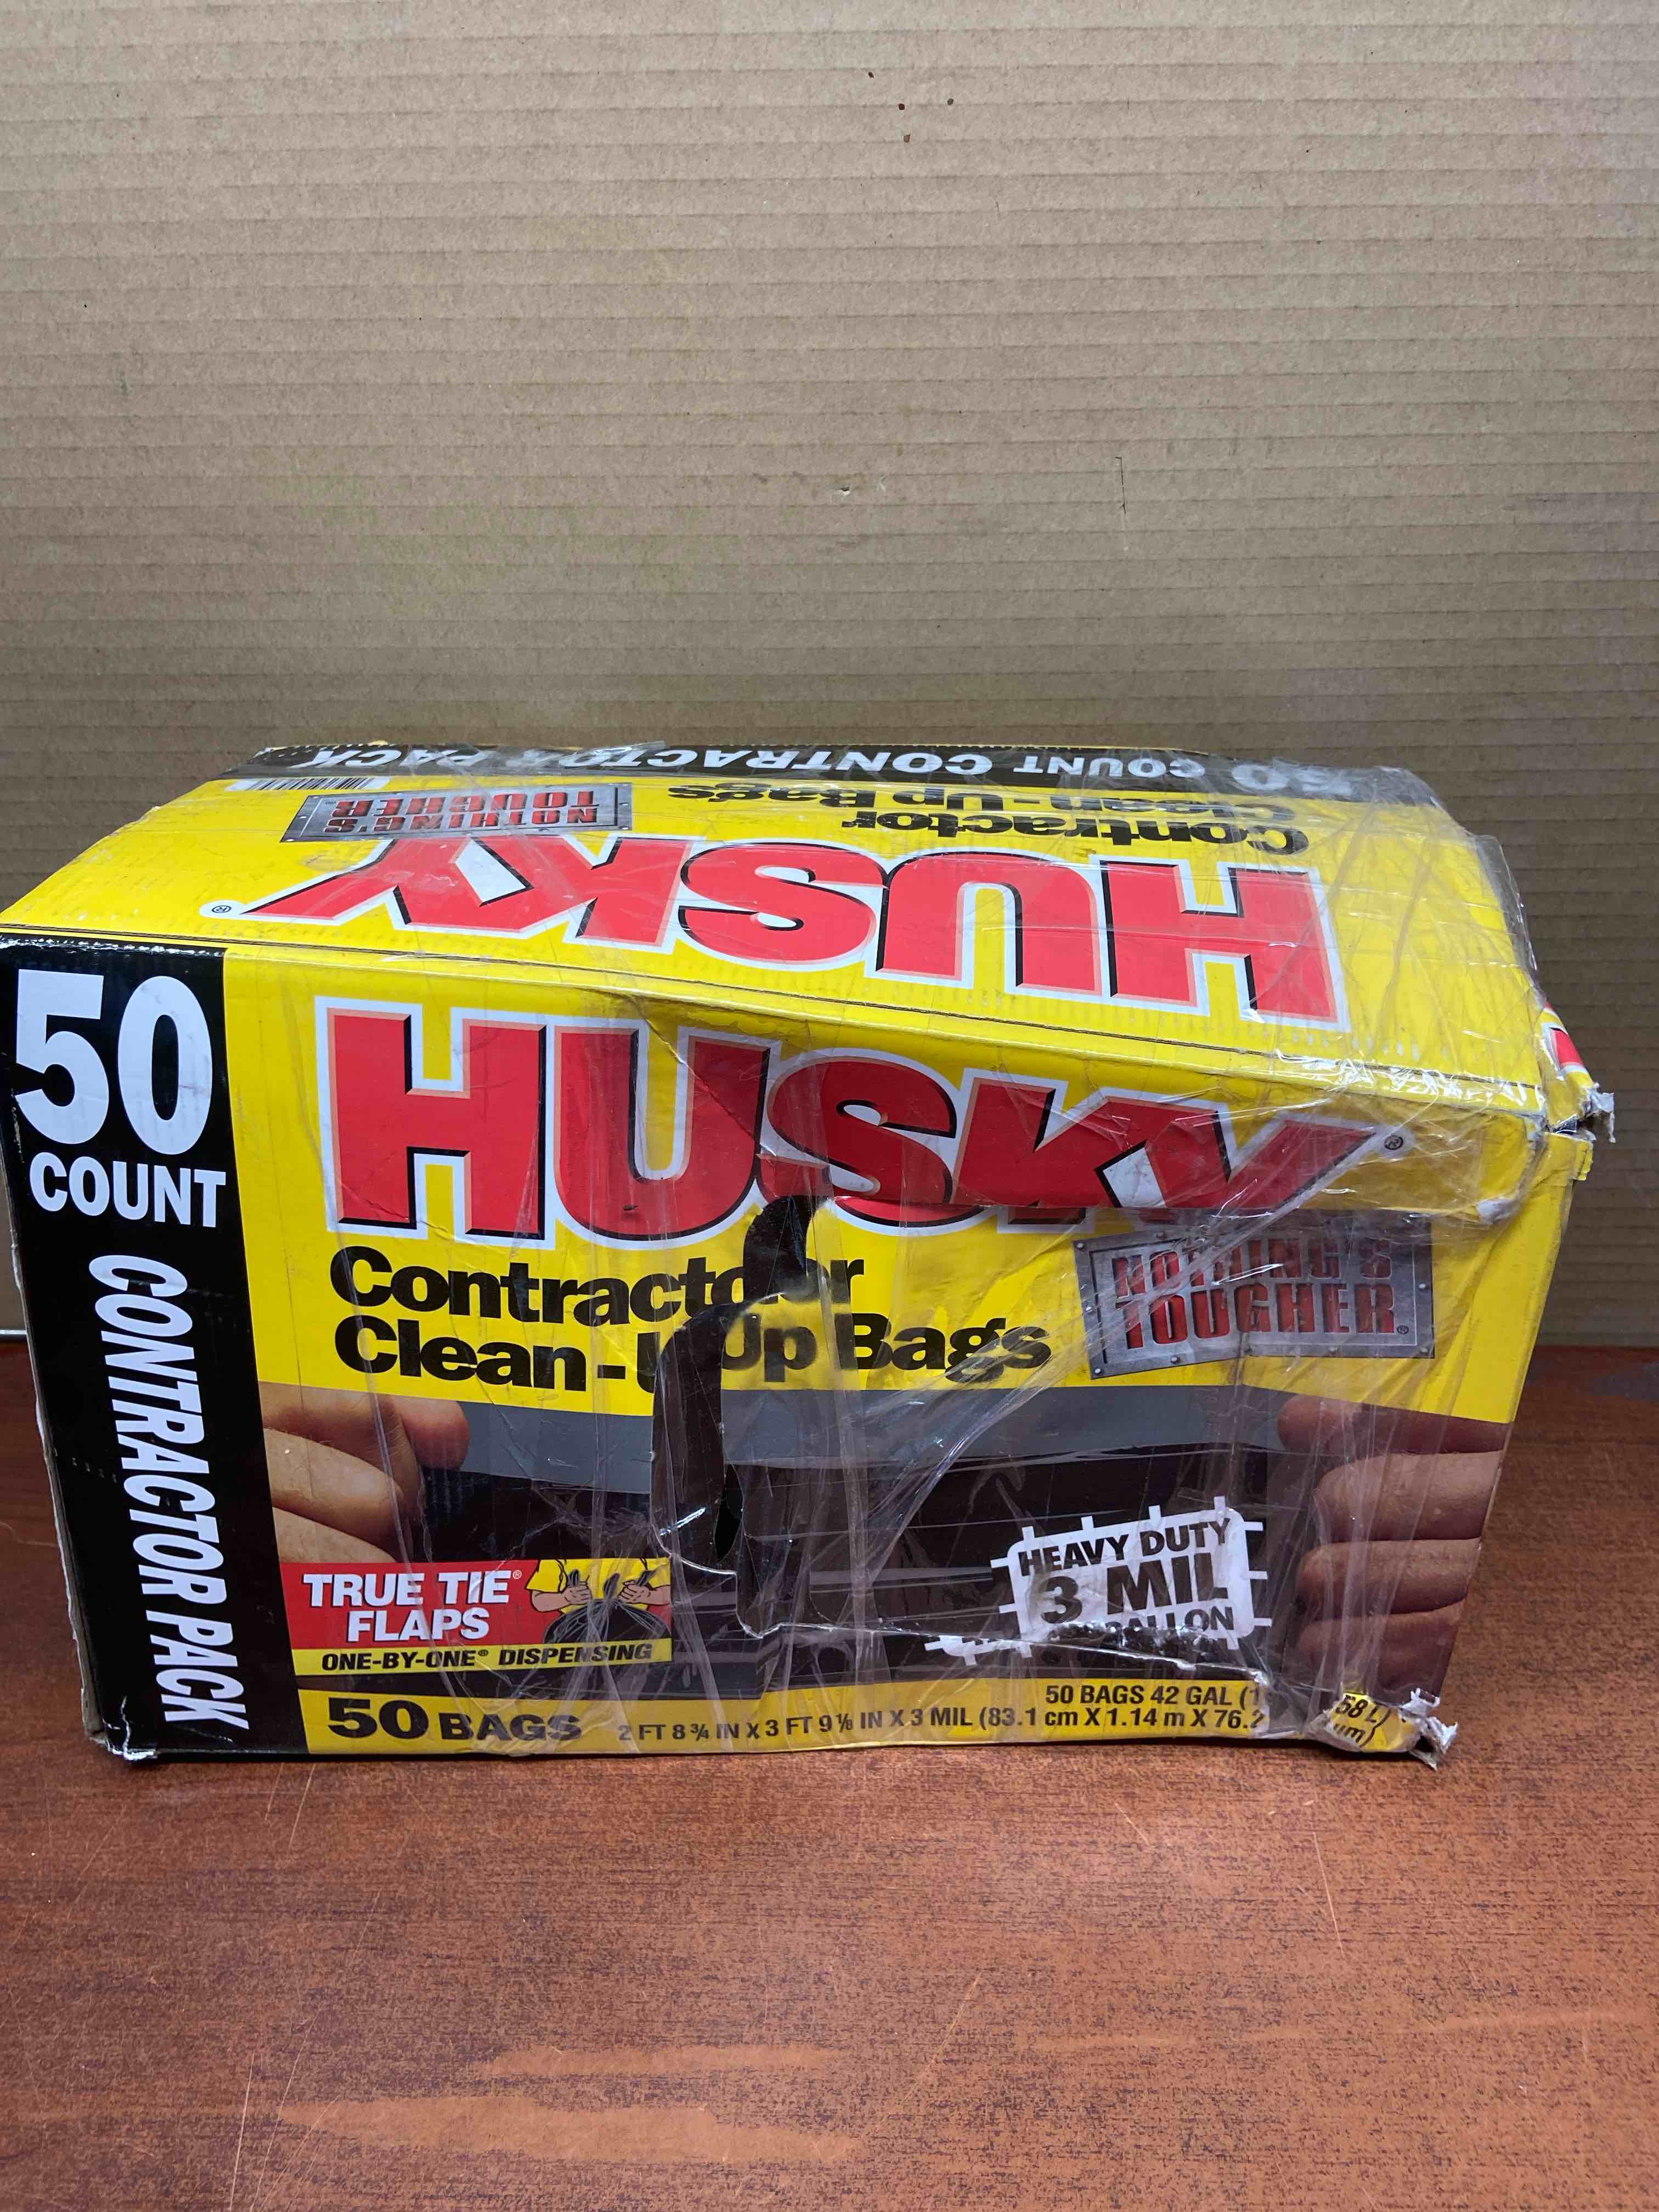 50 COUNT CONTRACTOR PACK
NOTHING'S
TOUGHER
Contractor
Clean-Up Bags
HUSKY®
50
COUNT
CONTRACTOR PACK
HUSKY®
Contractor
Clean-Up Bags
NOTHING'S
TOUGHER®
HEAVY DUTY
3 MIL
TRUE TIE®
FLAPS
ONE-BY-ONE® DISPENSING
50 BAGS 42 GAL (158 L)
50 BAGS 2 FT 8 ¾ IN X 3 FT 9 ⅛ IN X 3 MIL (83.1 cm X 1.14 m X 76.2 um)